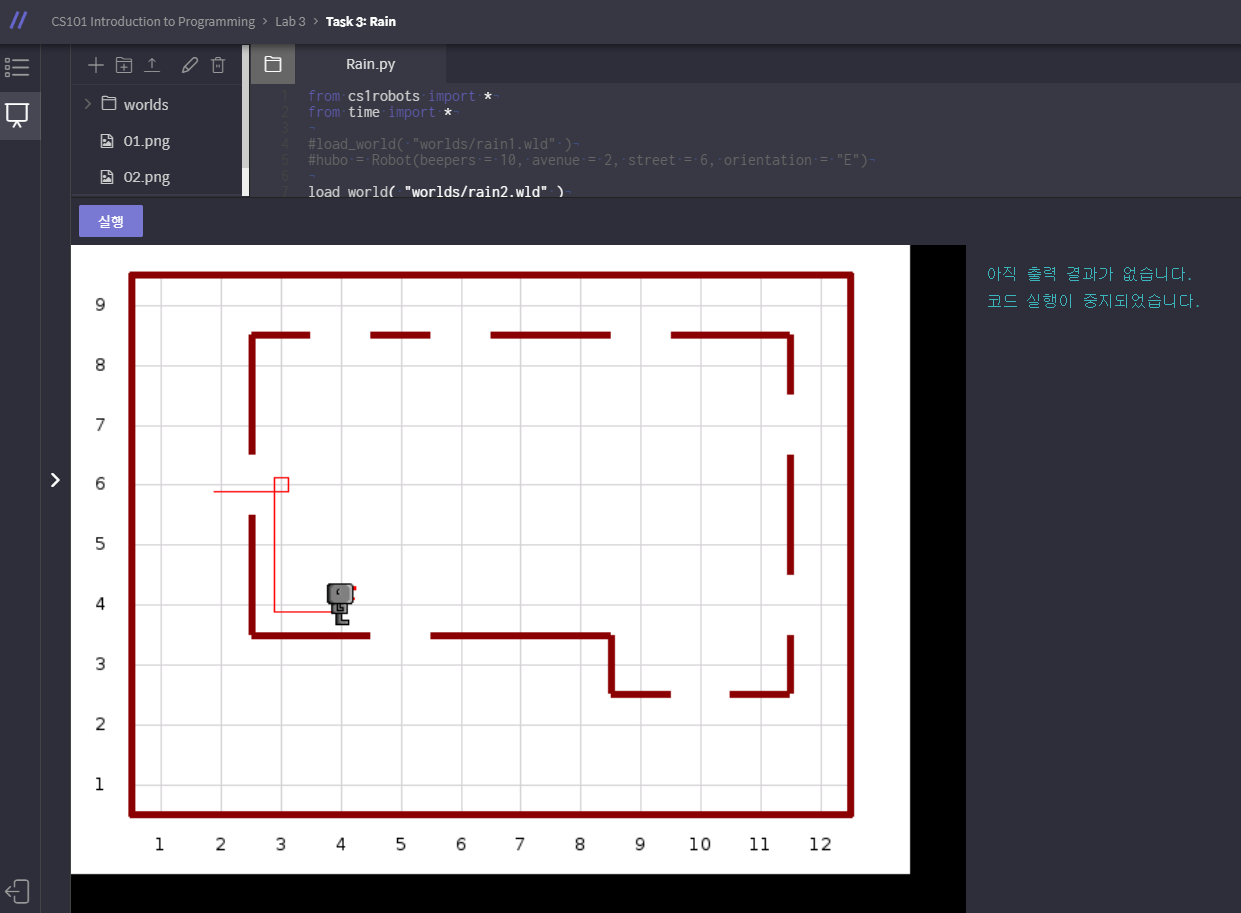 CS101 Introduction to Programming > Lab 3 > Task 3: Rain
worlds
01.png
02.png
Rain.py
1 from cs1robots import *
2 from time import *
3
4 #load_world( "worlds/rain1.wld" )
5 #hubo = Robot(beepers = 10, avenue = 2, street = 6, orientation = "E")
6
7 load_world( "worlds/rain2.wld" )
실행
아직 출력 결과가 없습니다.
코드 실행이 중지되었습니다.
9
8
7
6
5
4
3
2
1
1 2 3 4 5 6 7 8 9 10 11 12